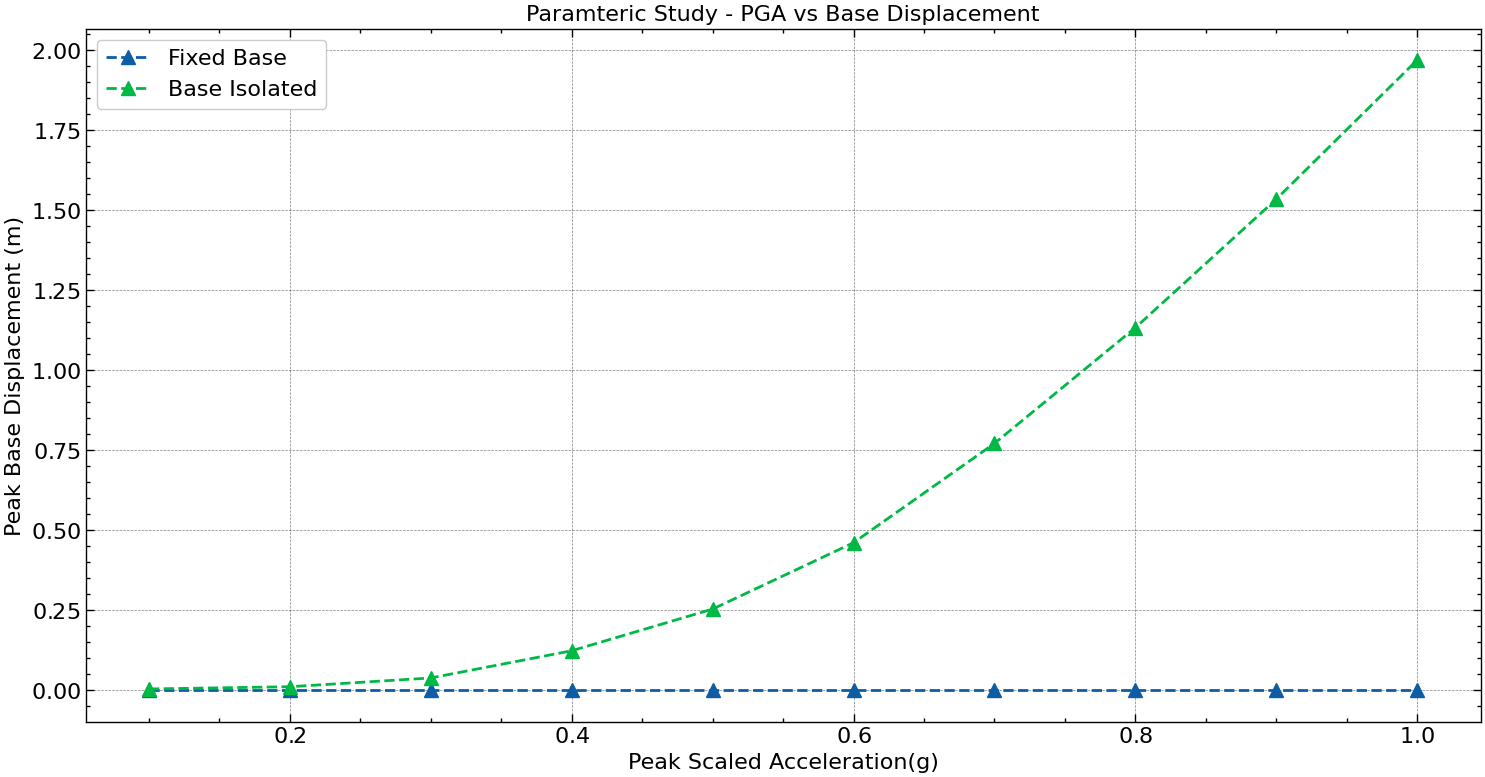 Paramteric Study - PGA vs Base Displacement
Fixed Base
Base Isolated
Peak Base Displacement (m)
2.00
1.75
1.50
1.25
1.00
0.75
0.50
0.25
0.00
0.2 0.4 0.6 0.8 1.0
Peak Scaled Acceleration(g)